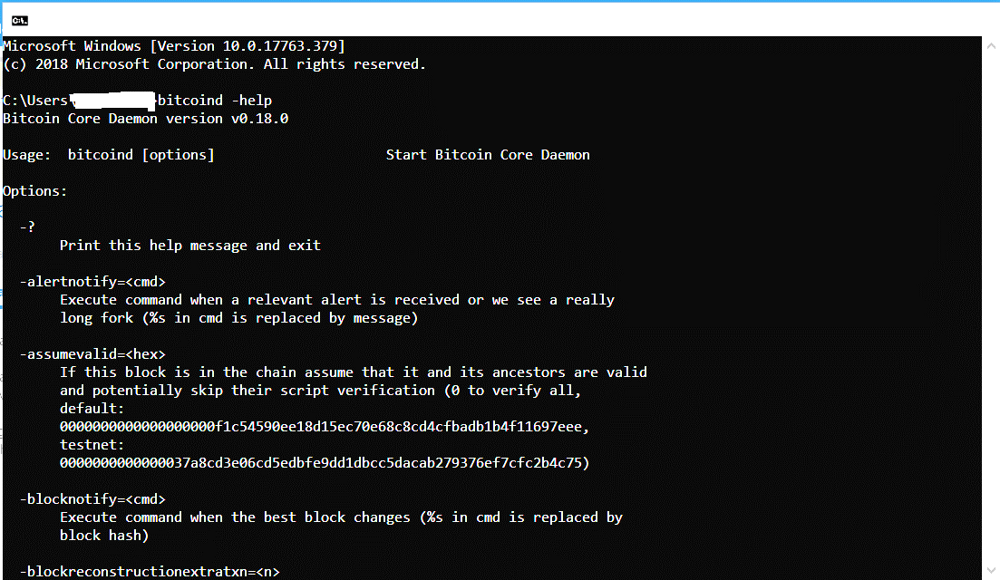 C:\.
Microsoft Windows [Version 10.0.17763.379]
(c) 2018 Microsoft Corporation. All rights reserved.
C:\Users\ >bitcoind -help
Bitcoin Core Daemon version v0.18.0
Usage:  bitcoind [options]                     Start Bitcoin Core Daemon
Options:
  -?
       Print this help message and exit
  -alertnotify=<cmd>
       Execute command when a relevant alert is received or we see a really
       long fork (%s in cmd is replaced by message)
  -assumevalid=<hex>
       If this block is in the chain assume that it and its ancestors are valid
       and potentially skip their script verification (0 to verify all,
       default:
       0000000000000000000f1c54590ee18d15ec70e68c8cd4cfbadb1b4f11697eee,
       testnet:
       0000000000000037a8cd3e06cd5edbfe9dd1dbcc5dacab279376ef7cfc2b4c75)
  -blocknotify=<cmd>
       Execute command when the best block changes (%s in cmd is replaced by
       block hash)
  -blockreconstructionextratxn=<n>